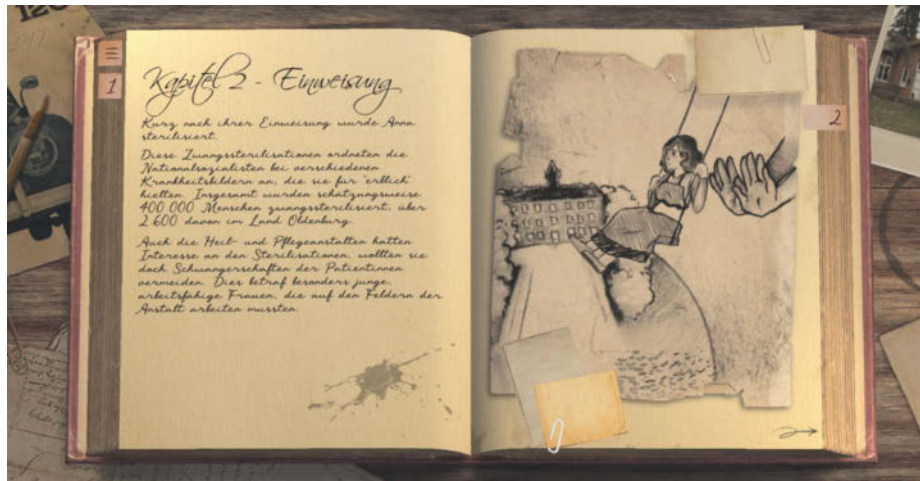 1
Kapitel 2 - Einweisung
Kurz nach ihrer Einweisung wurde Anna
sterilisiert.
Diese Zwangssterilisationen ordneten die
Nationalsozialisten bei verschiedenen
Krankheitsbildern an, die sie für "erblich"
hielten. Insgesamt wurden schätzungsweise
400.000 Menschen zwangssterilisiert, über
2.600 davon im Land Oldenburg.
Auch die Heil- und Pflegeanstalten hatten
Interesse an den Sterilisationen, wollten sie
doch Schwangerschaften der Patientinnen
vermeiden. Dies betraf besonders junge,
arbeitsfähige Frauen, die auf den Feldern der
Anstalt arbeiten mussten.
2